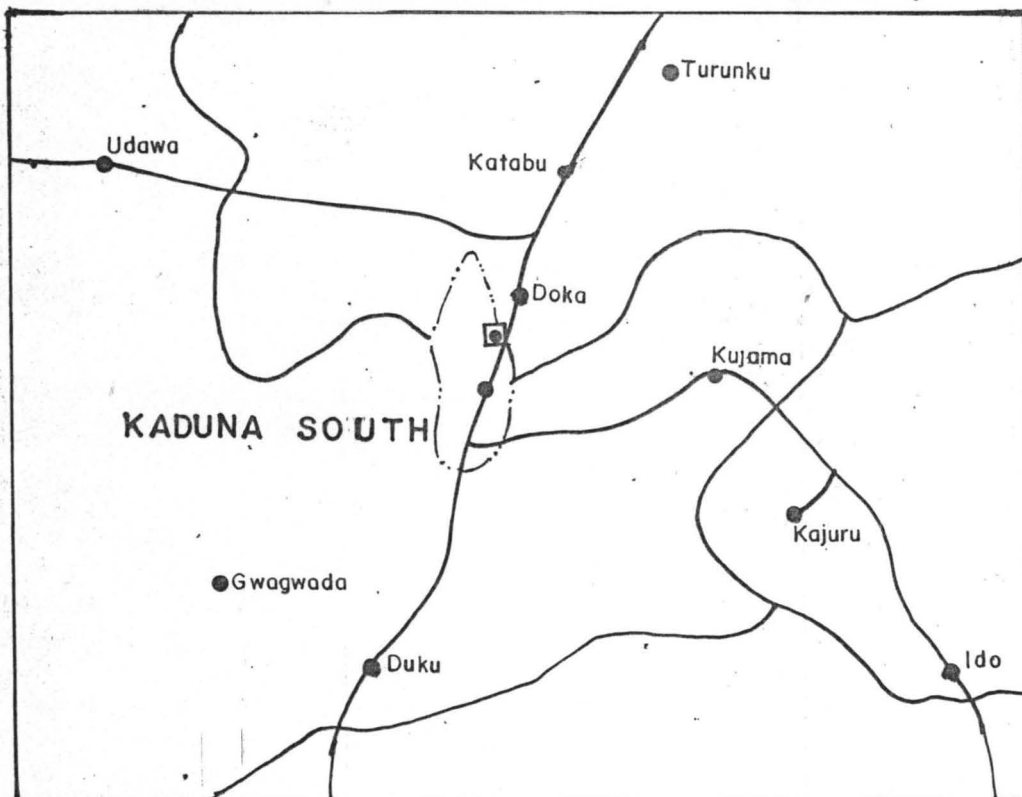 Turunku
Udawa
Katabu
Doka
Kujama
KADUNA SOUTH
Kajuru
Gwagwada
Duku
Ido